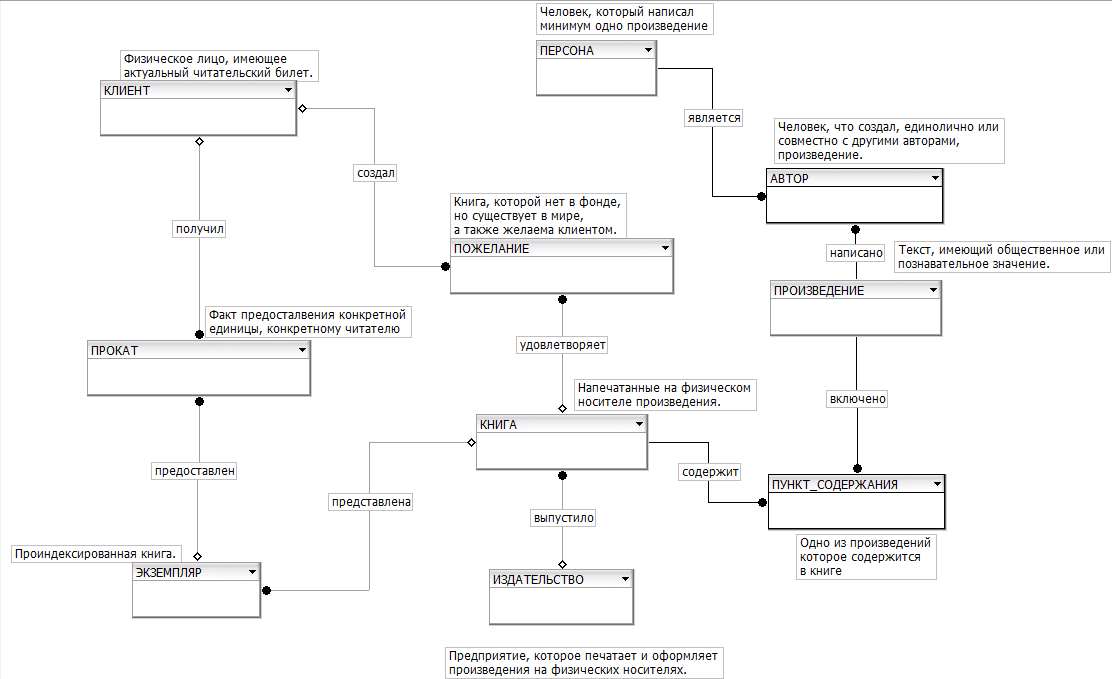 Человек, который написал
минимум одно произведение
ПЕРСОНА
Физическое лицо, имеющее
актуальный читательский билет.
КЛИЕНТ
является
Человек, что создал, единолично или
совместно с другими авторами,
произведение.
АВТОР
создал
Книга, которой нет в фонде,
но существует в мире,
а также желаема клиентом.
ПОЖЕЛАНИЕ
получил
написано
Текст, имеющий общественное или
познавательное значение.
ПРОИЗВЕДЕНИЕ
Факт предосталвения конкретной
единицы, конкретному читателю
ПРОКАТ
удовлетворяет
Напечатанные на физическом
носителе произведения.
КНИГА
включено
предоставлен
содержит
ПУНКТ_СОДЕРЖАНИЯ
представлена
выпустило
Одно из произведений
которое содержится
в книге
Проиндексированная книга.
ЭКЗЕМПЛЯР
ИЗДАТЕЛЬСТВО
Предприятие, которое печатает и оформляет
произведения на физических носителях.